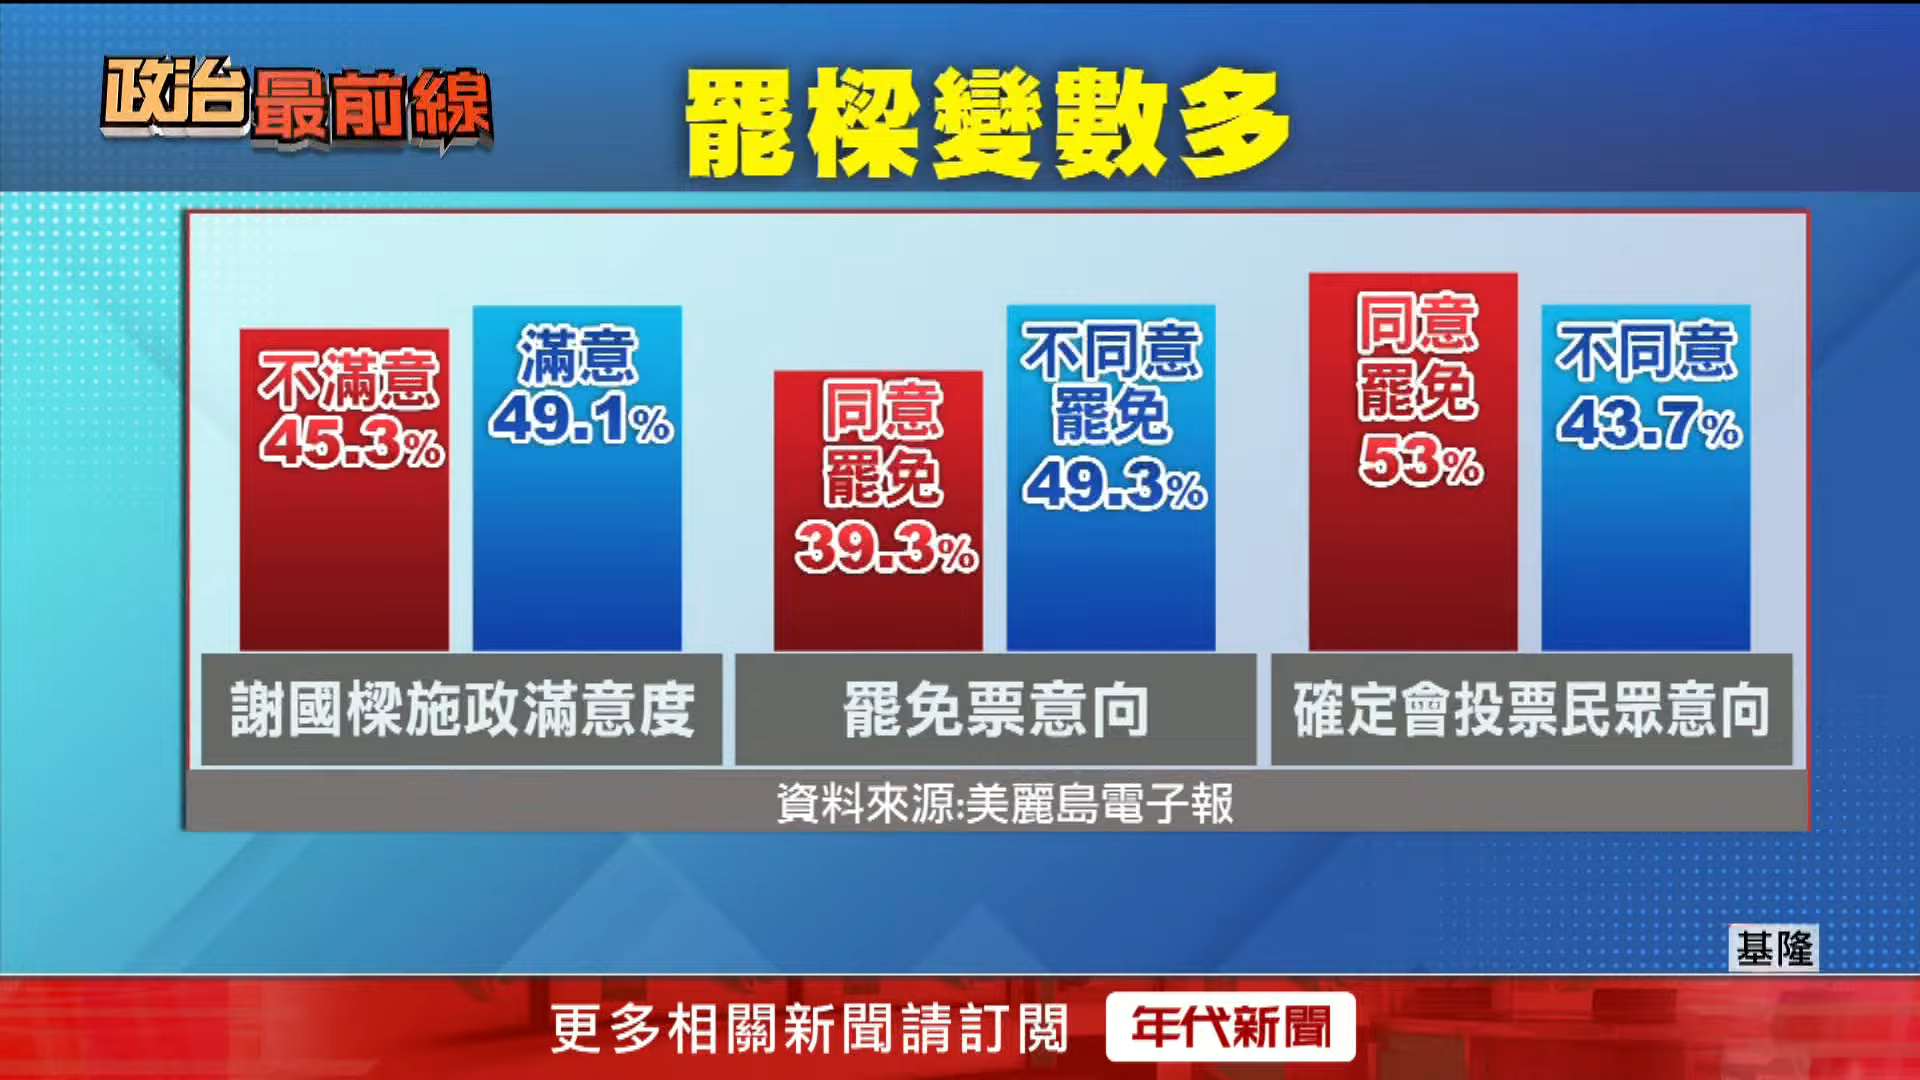 政治最前線
罷樑變數多
不滿意
45.3%
滿意
49.1%
同意
罷免
39.3%
不同意
罷免
49.3%
同意
罷免
53%
不同意
43.7%
謝國樑施政滿意度
罷免票意向
確定會投票民眾意向
資料來源:美麗島電子報
基隆
更多相關新聞請訂閱
年代新聞